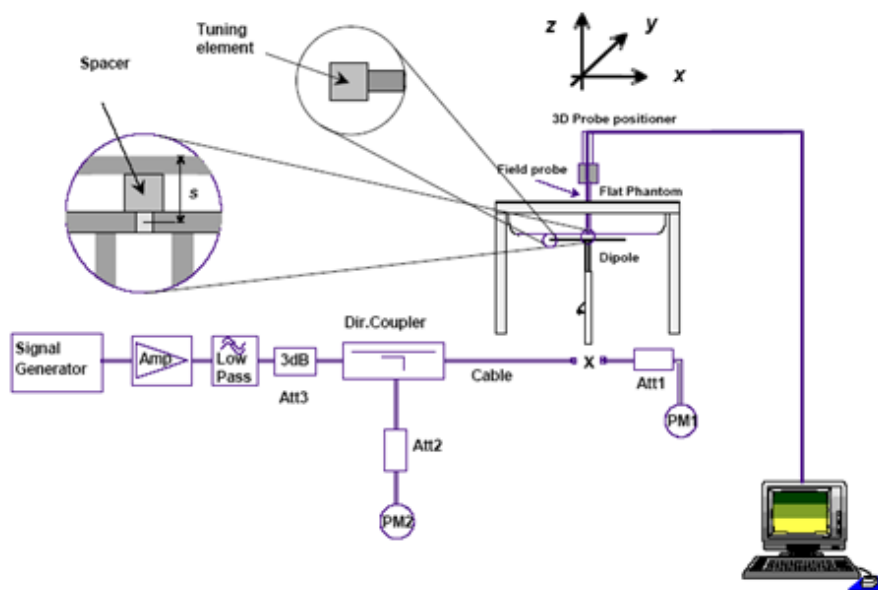 Tuning
element
Spacer
s
z
y
x
3D Probe positioner
Field probe
Flat Phantom
Dipole
Signal
Generator
Amp
Low
Pass
3dB
Att3
Dir.Coupler
Cable
x
Att1
PM1
Att2
PM2